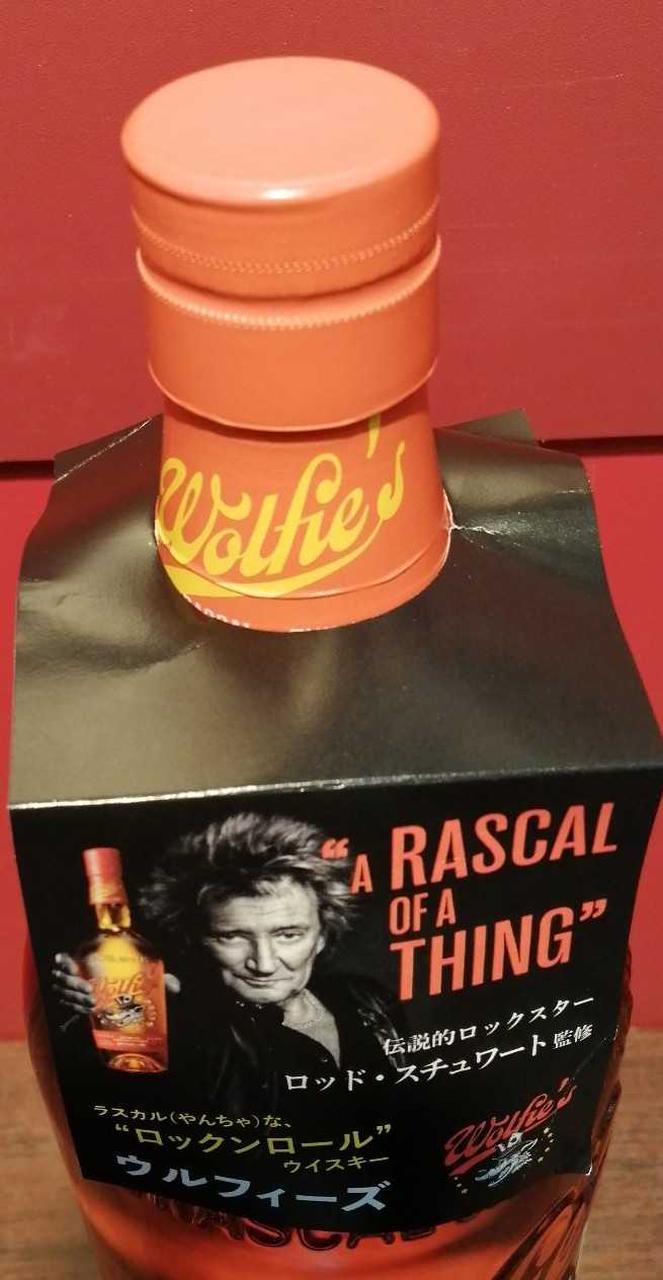 Wolfie's
"A RASCAL
OF A
THING"
伝説的ロックスター
ロッド・スチュワート監修
ラスカル(やんちゃ)な、
"ロックンロール"
ウイスキー
ウルフィーズ
Wolfie's